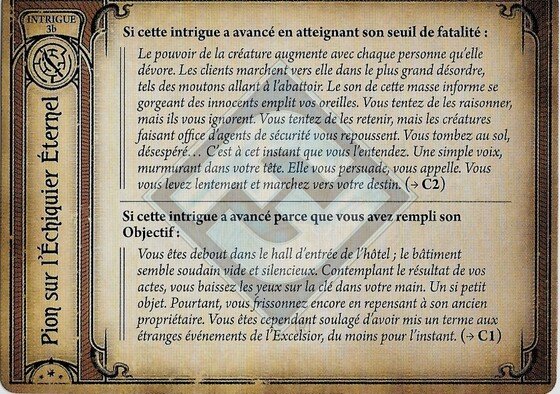 INTRIGUE
3b
Pion sur l'Échiquier Éternel
Si cette intrigue a avancé en atteignant son seuil de fatalité :
Le pouvoir de la créature augmente avec chaque personne qu'elle
dévore. Les clients marchent vers elle dans le plus grand désordre,
tels des moutons allant à l'abattoir. Le son de cette masse informe se
gorgeant des innocents emplit vos oreilles. Vous tentez de les raisonner,
mais ils vous ignorent. Vous tentez de les retenir, mais les créatures
faisant office d'agents de sécurité vous repoussent. Vous tombez au sol,
désespéré… C'est à cet instant que vous l'entendez. Une simple voix,
murmurant dans votre tête. Elle vous persuade, vous appelle. Vous
vous levez lentement et marchez vers votre destin. (→ C2)
Si cette intrigue a avancé parce que vous avez rempli son
Objectif :
Vous êtes debout dans le hall d'entrée de l'hôtel ; le bâtiment
semble soudain vide et silencieux. Contemplant le résultat de vos
actes, vous baissez les yeux sur la clé dans votre main. Un si petit
objet. Pourtant, vous frissonnez encore en repensant à son ancien
propriétaire. Vous êtes cependant soulagé d'avoir mis un terme aux
étranges événements de l'Excelsior, du moins pour l'instant. (→ C1)